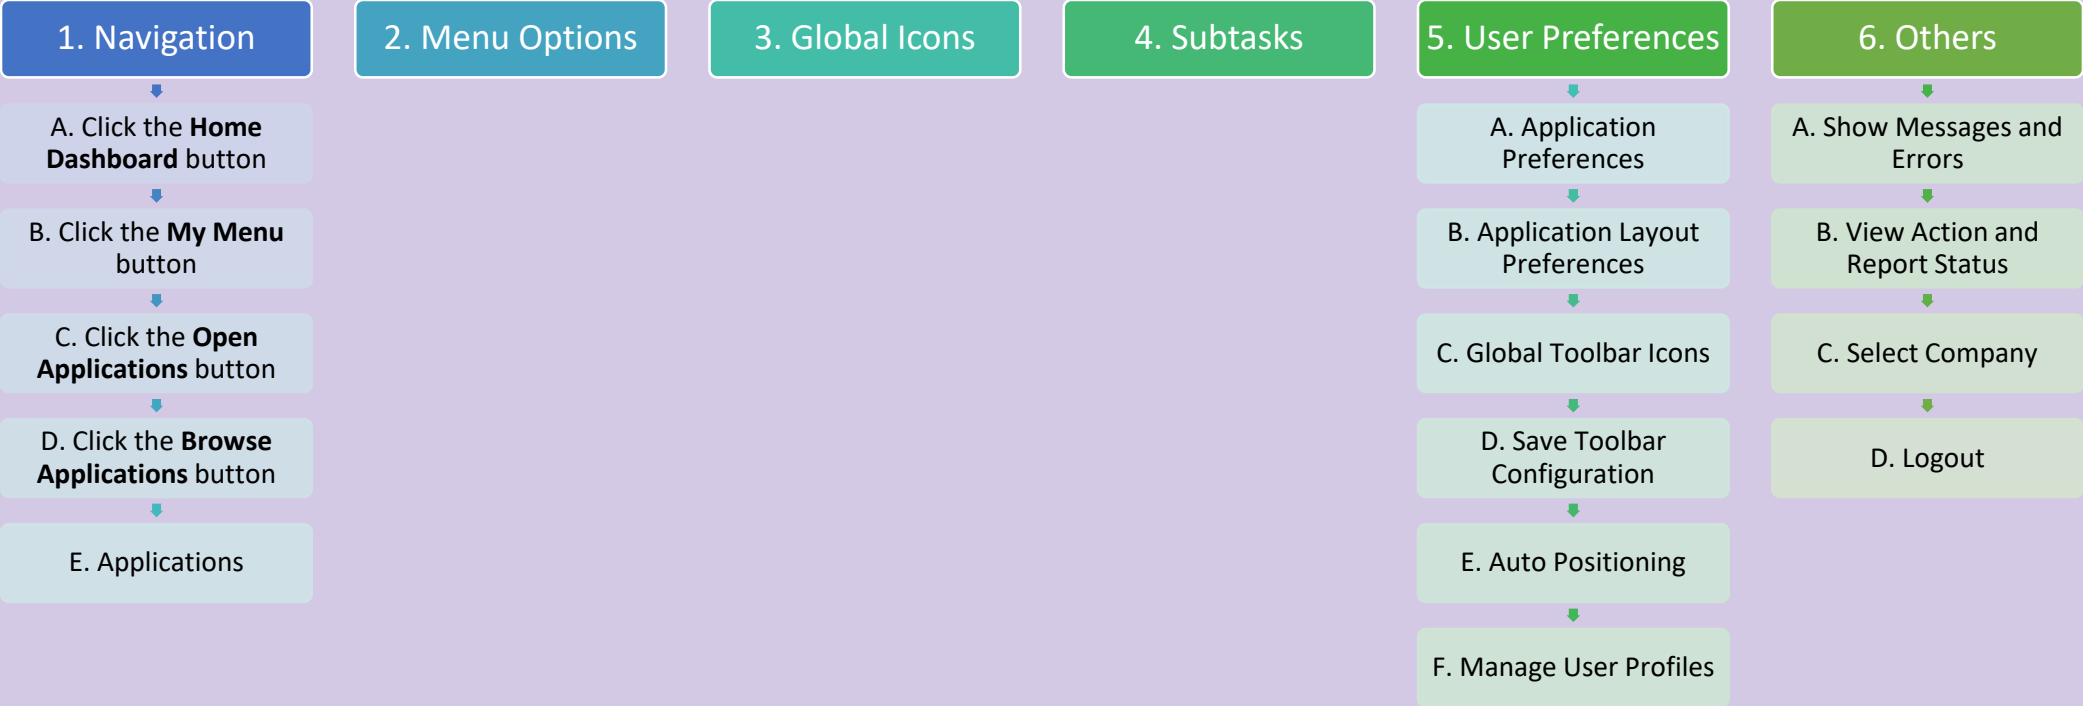 1. Navigation
A. Click the Home
Dashboard button
B. Click the My Menu
button
C. Click the Open
Applications button
D. Click the Browse
Applications button
E. Applications
2. Menu Options
3. Global Icons
4. Subtasks
5. User Preferences
A. Application
Preferences
B. Application Layout
Preferences
C. Global Toolbar Icons
D. Save Toolbar
Configuration
E. Auto Positioning
F. Manage User Profiles
6. Others
A. Show Messages and
Errors
B. View Action and
Report Status
C. Select Company
D. Logout